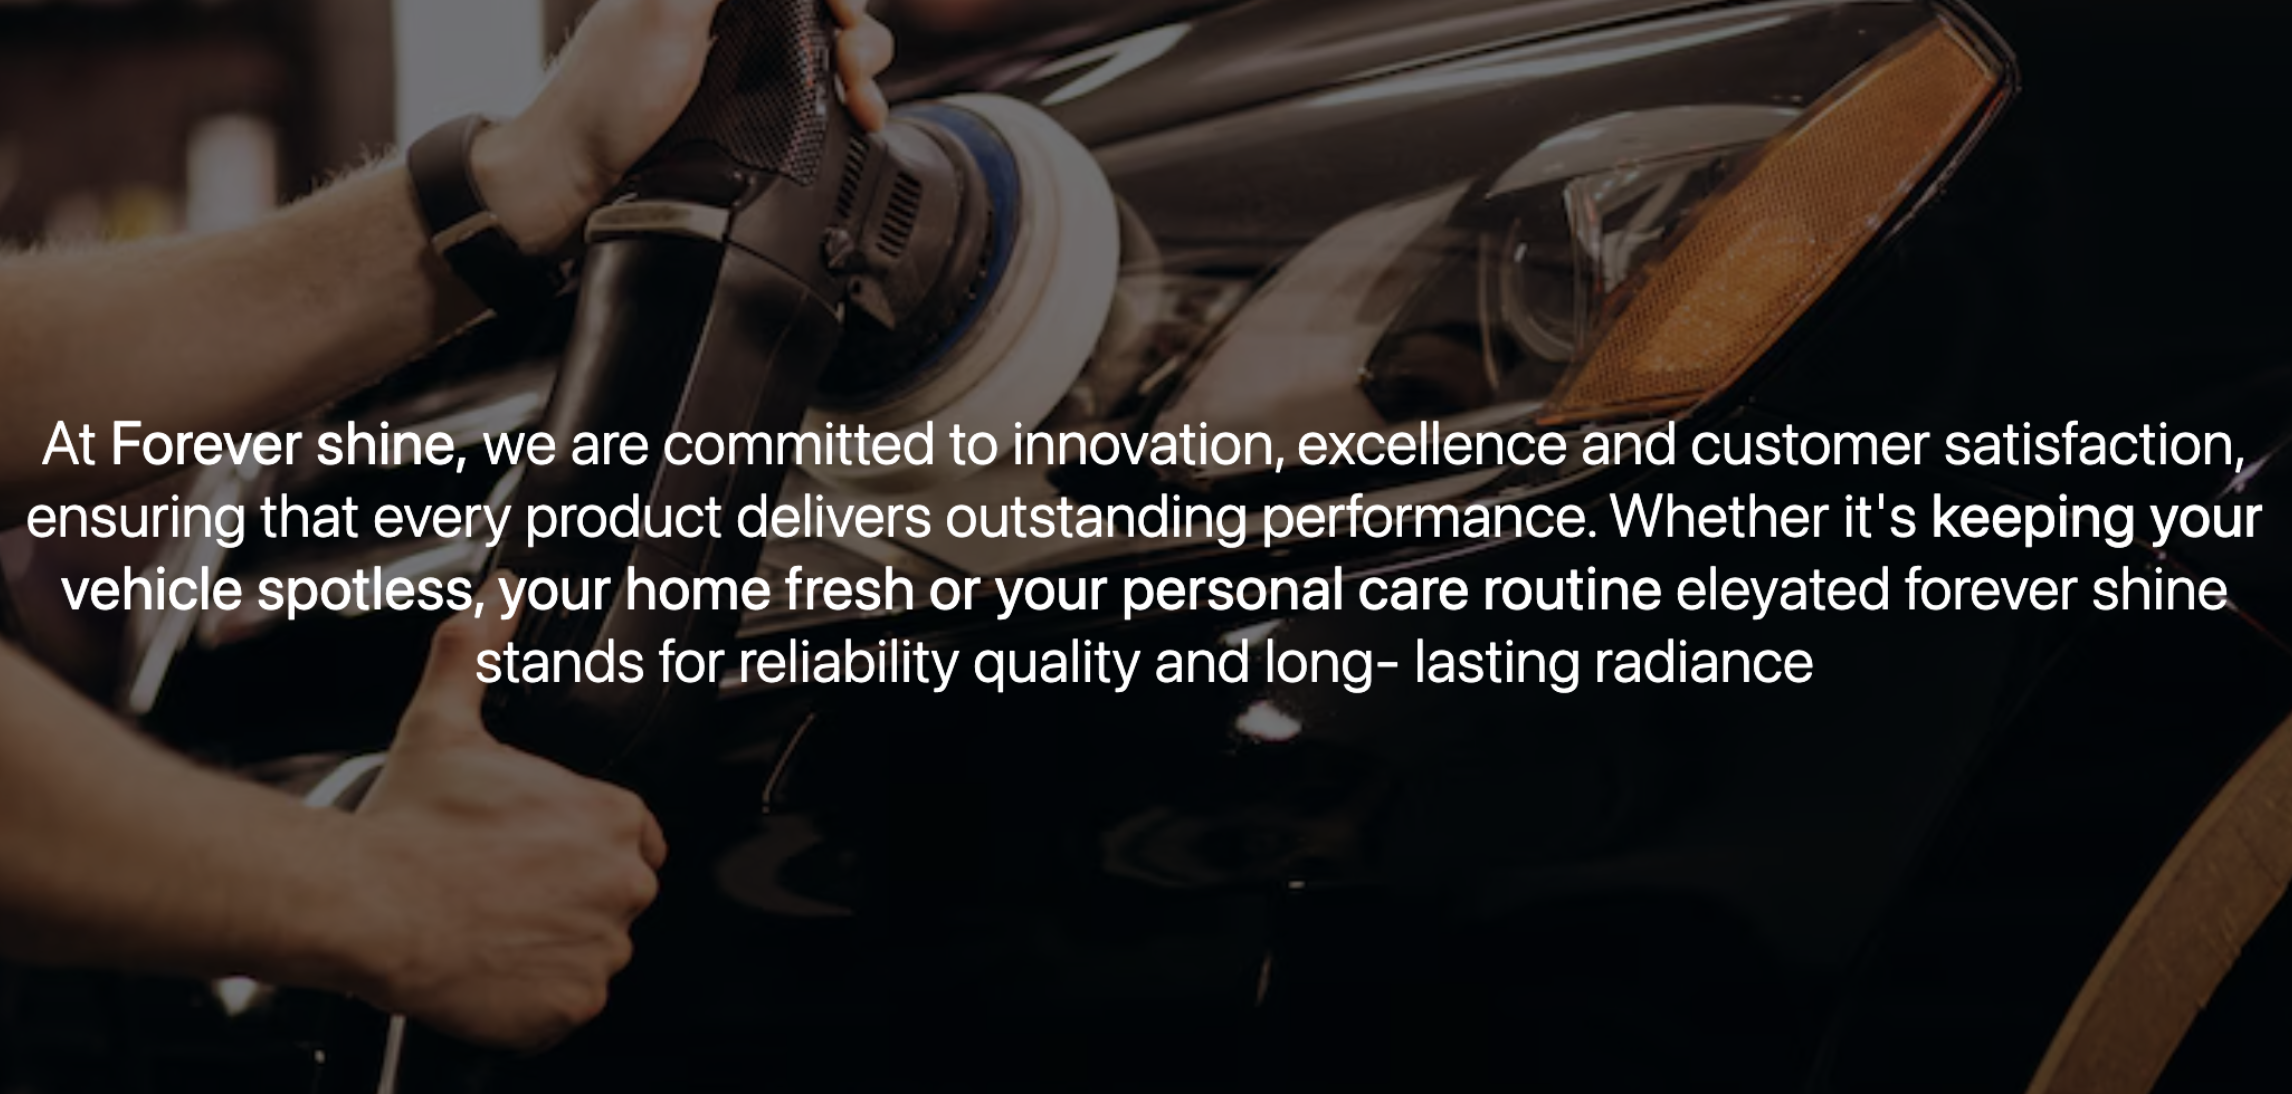 At Forever shine, we are committed to innovation, excellence and customer satisfaction,
ensuring that every product delivers outstanding performance. Whether it's keeping your
vehicle spotless, your home fresh or your personal care routine eleyated forever shine
stands for reliability quality and long- lasting radiance